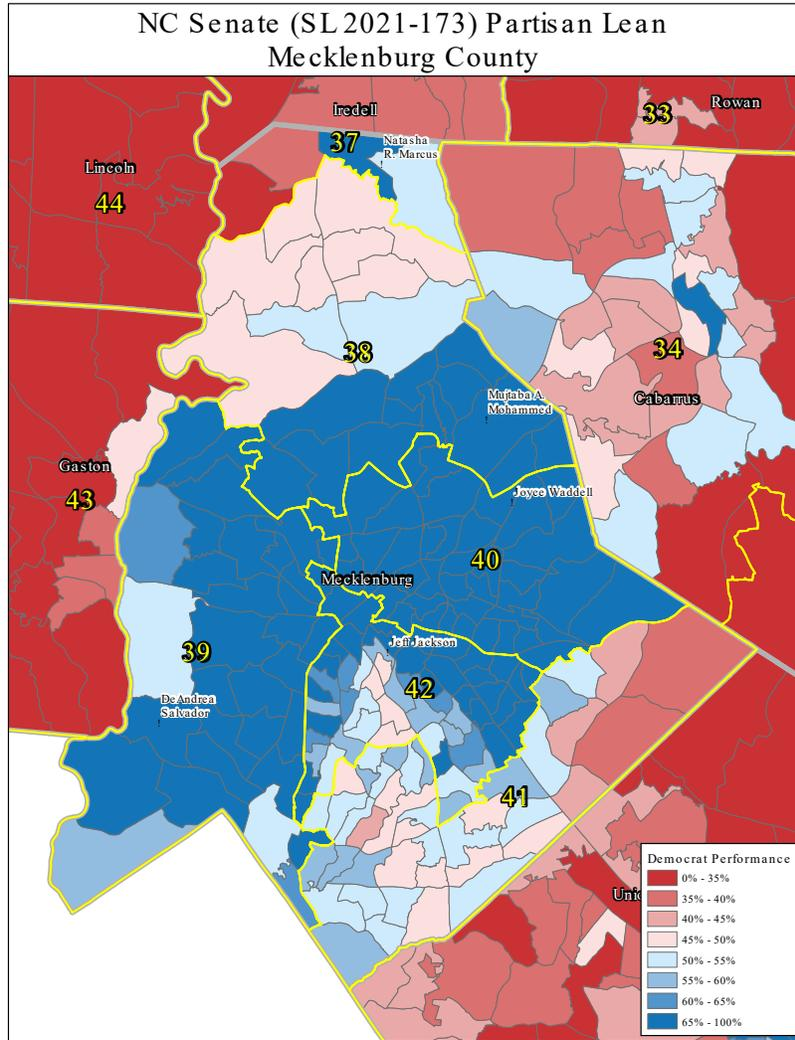 NC Senate (SL 2021-173) Partisan Lean
Mecklenburg County
Iredell
33
Rowan
37
Natasha
R. Marcus
Lincoln
44
38
34
Mujtaba A.
Mohammed
Cabarrus
Gaston
43
Joyce Waddell
40
Mecklenburg
Jeff Jackson
39
42
DeAndrea
Salvador
41
Democrat Performance
0% - 35%
35% - 40%
40% - 45%
45% - 50%
50% - 55%
55% - 60%
60% - 65%
65% - 100%